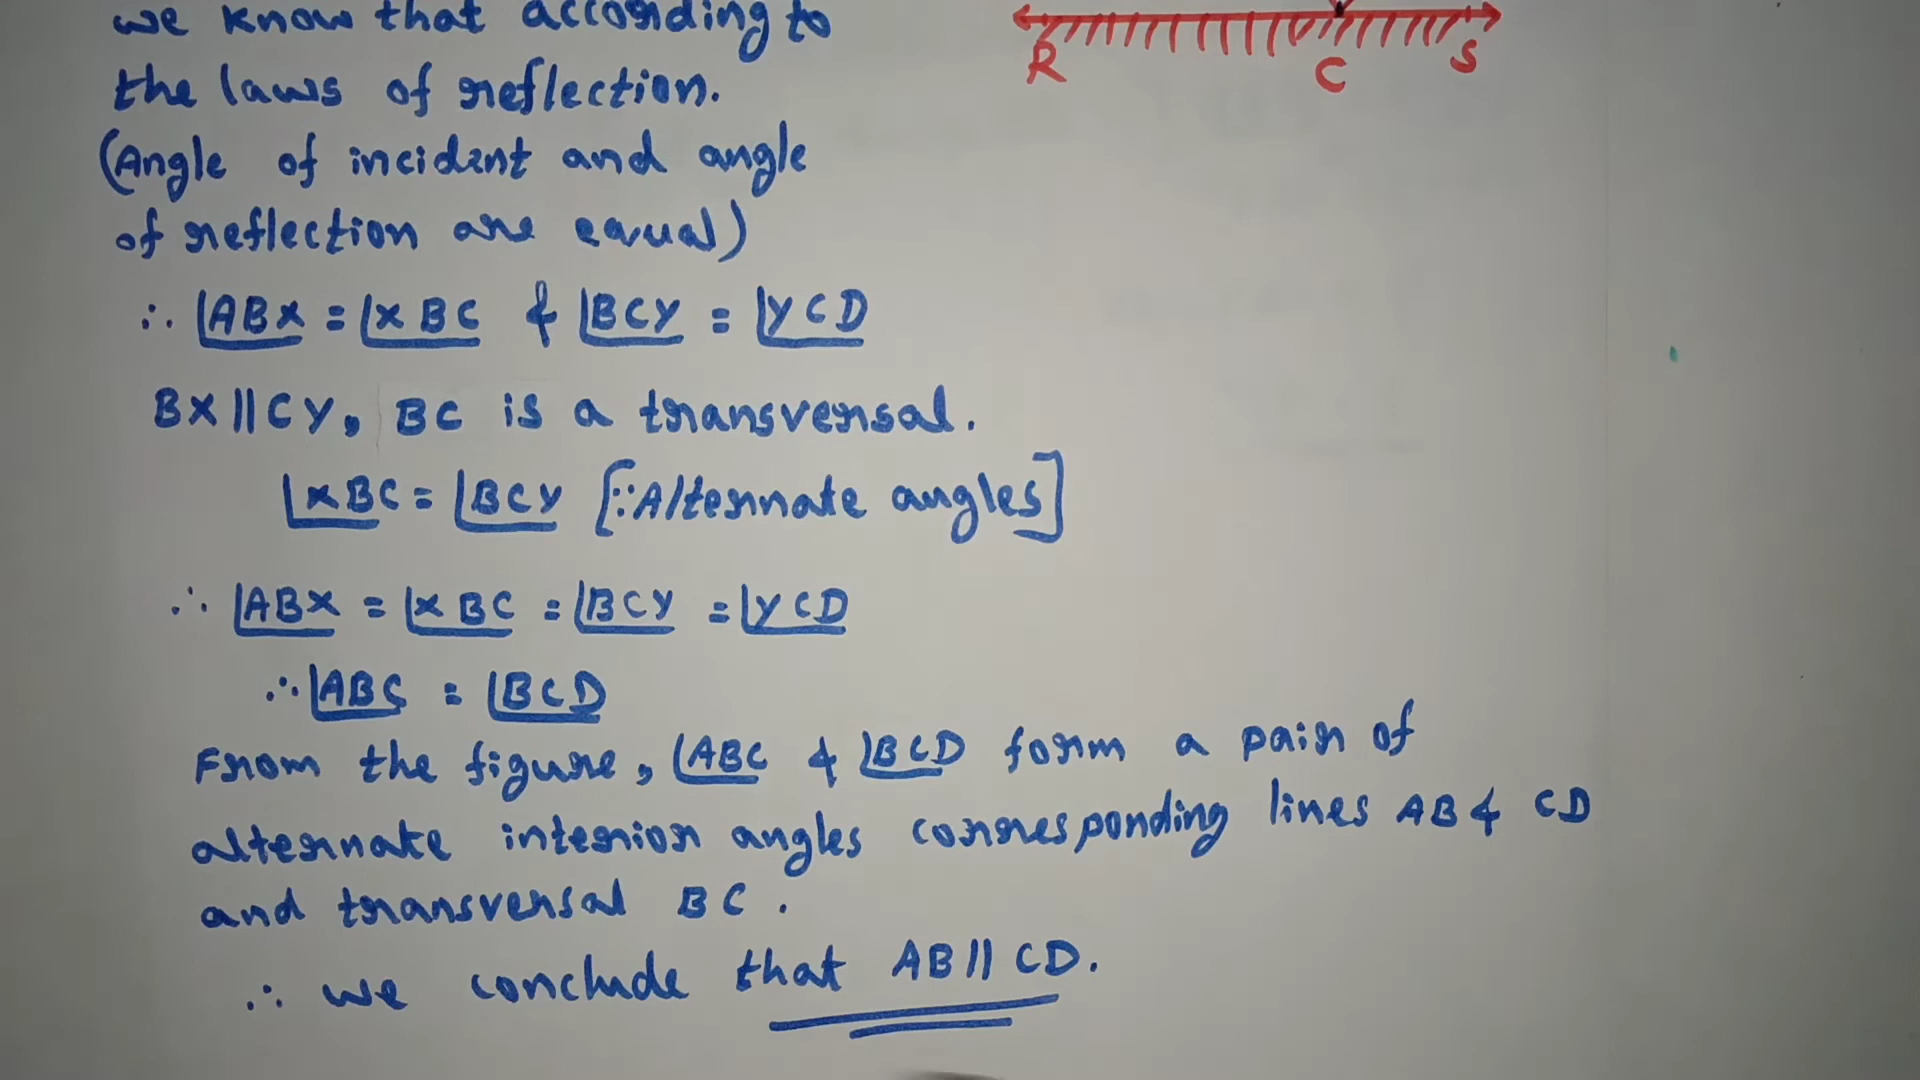 we know that according to
the laws of reflection.
(Angle of incident and angle
of reflection are equal)
∴ ∠ABX = ∠XBC & ∠BCY = ∠YCD
BX||CY, BC is a transversal.
∠XBC = ∠BCY [∵ Alternate angles]
∴ ∠ABX = ∠XBC = ∠BCY = ∠YCD
∴ ∠ABC = ∠BCD
From the figure, ∠ABC & ∠BCD form a pair of
alternate interior angles corresponding lines AB & CD
and transversal BC.
∴ we conclude that AB || CD.
R C S